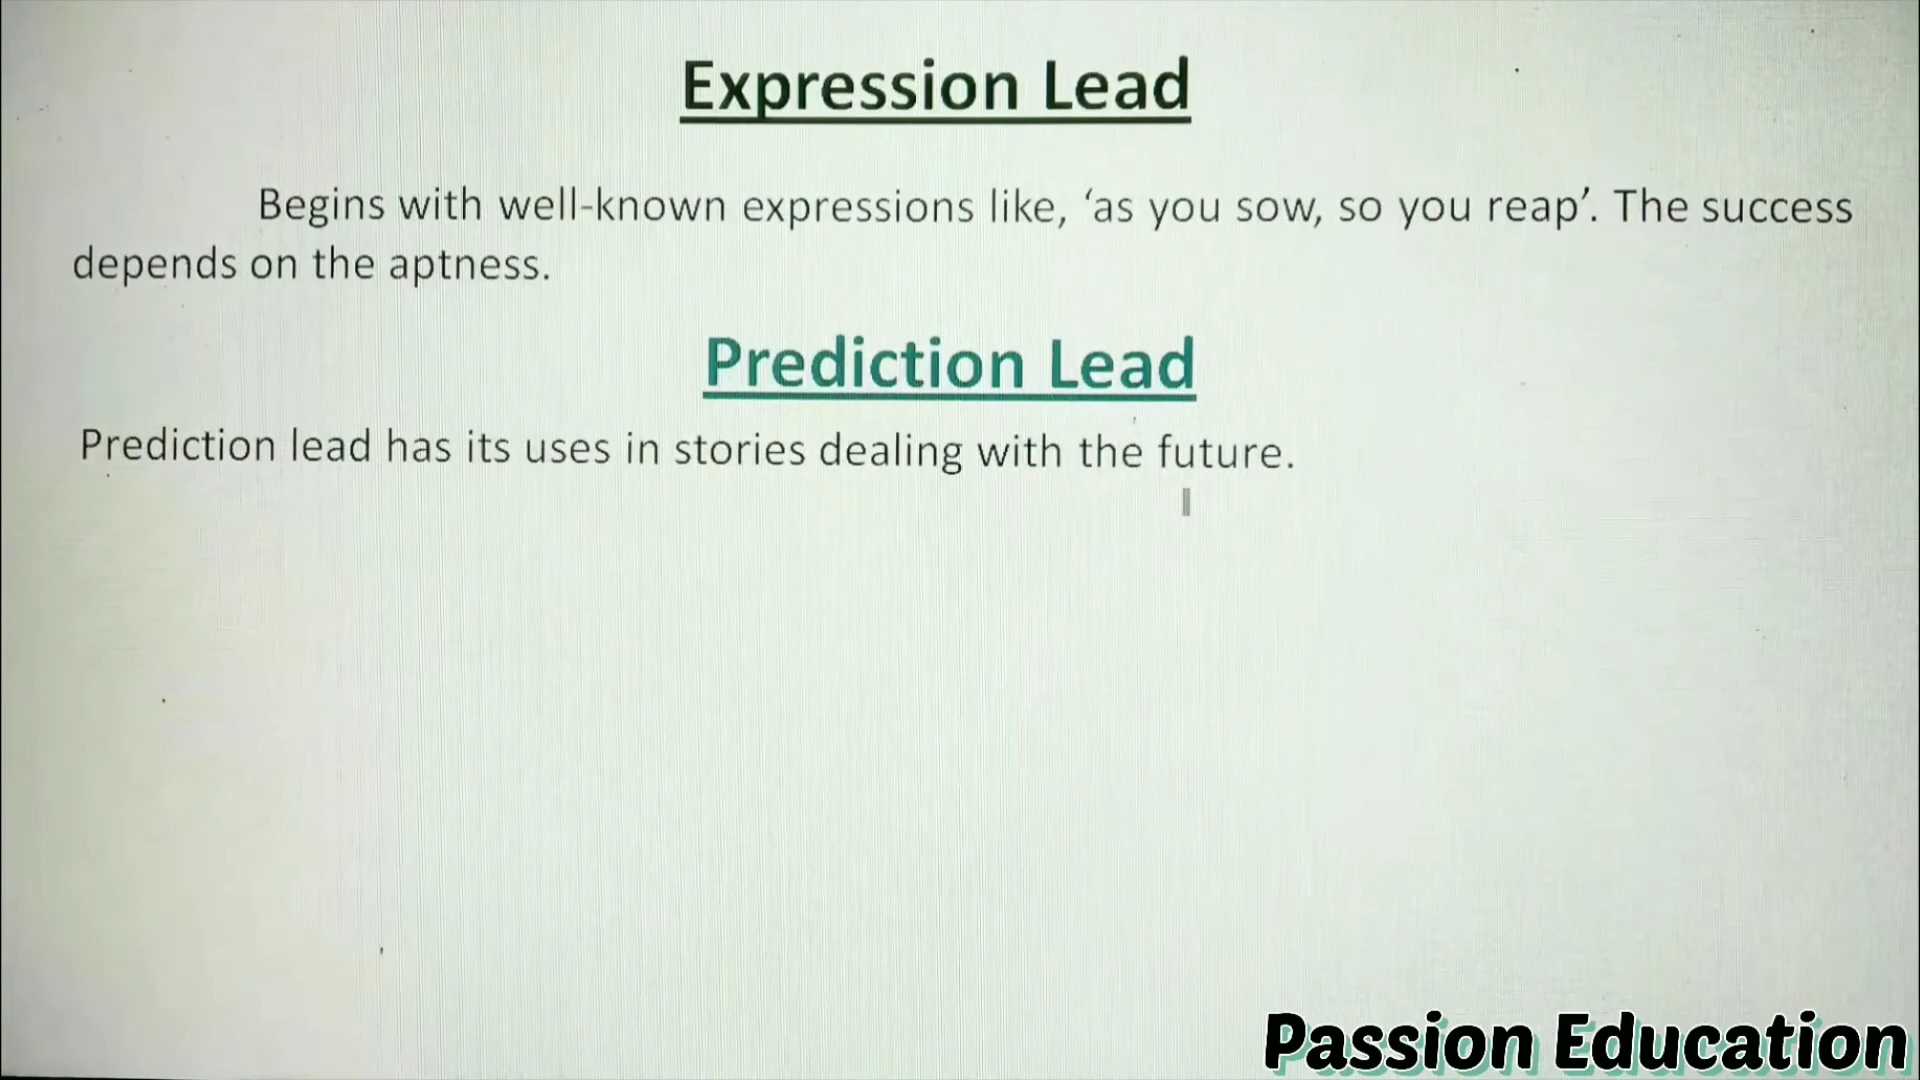 Expression Lead
Begins with well-known expressions like, ‘as you sow, so you reap’. The success
depends on the aptness.
Prediction Lead
Prediction lead has its uses in stories dealing with the future.
Passion Education